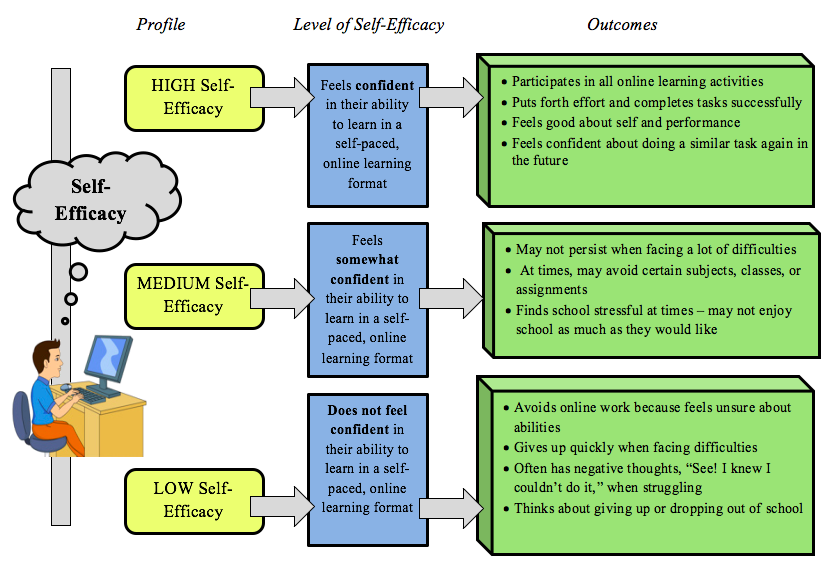 Profile
Level of Self-Efficacy
Outcomes
HIGH Self-
Efficacy
Feels confident
in their ability
to learn in a
self-paced,
online learning
format
• Participates in all online learning activities
• Puts forth effort and completes tasks successfully
• Feels good about self and performance
• Feels confident about doing a similar task again in
the future
Self-
Efficacy
MEDIUM Self-
Efficacy
Feels
somewhat
confident in
their ability to
learn in a self-
paced, online
learning format
• May not persist when facing a lot of difficulties
• At times, may avoid certain subjects, classes, or
assignments
• Finds school stressful at times – may not enjoy
school as much as they would like
LOW Self-
Efficacy
Does not feel
confident in
their ability to
learn in a self-
paced, online
learning format
• Avoids online work because feels unsure about
abilities
• Gives up quickly when facing difficulties
• Often has negative thoughts, “See! I knew I
couldn’t do it,” when struggling
• Thinks about giving up or dropping out of school